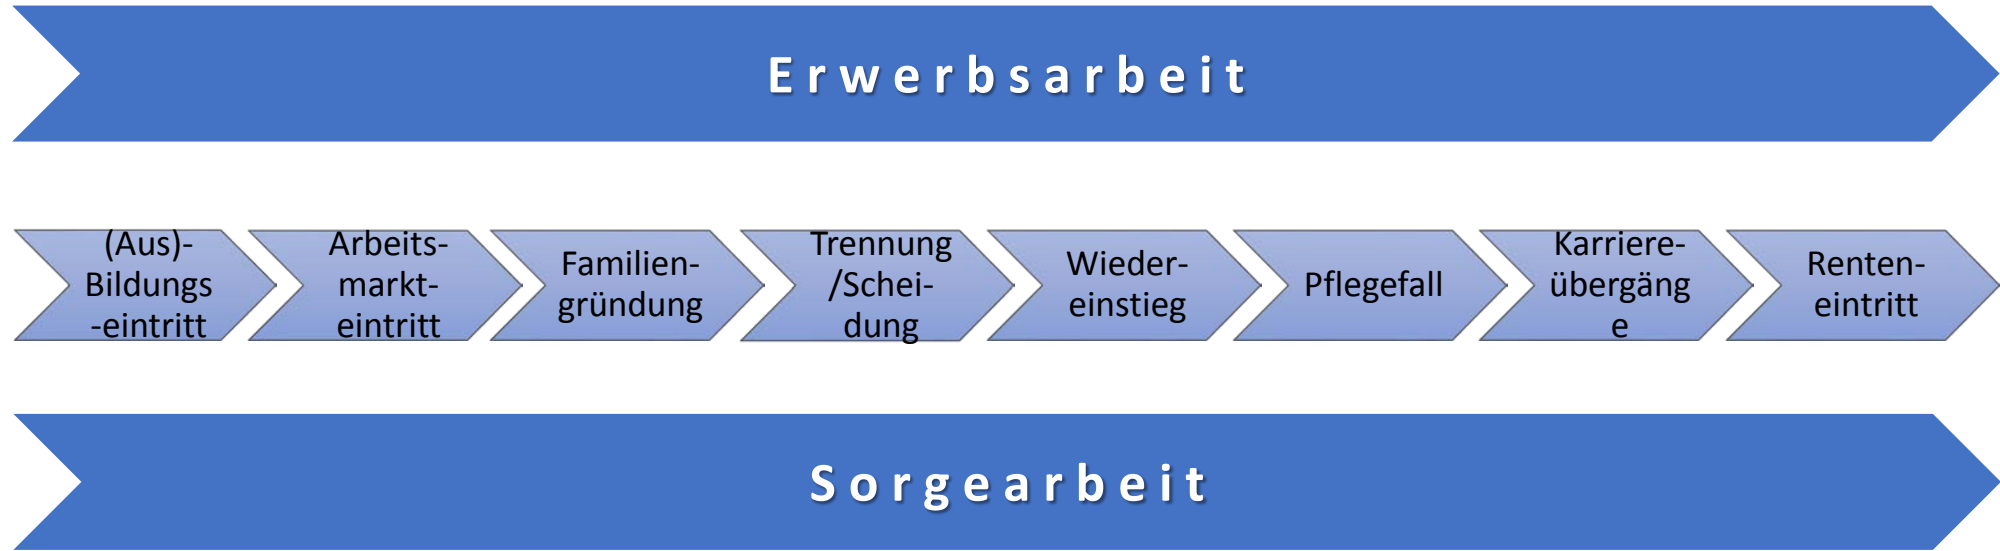 Erwerbsarbeit
(Aus)-
Bildungs
-eintritt
Arbeits-
markt-
eintritt
Familien-
gründung
Trennung
/Schei-
dung
Wieder-
einstieg
Pflegefall
Karriere-
übergäng
e
Renten-
eintritt
Sorgearbeit